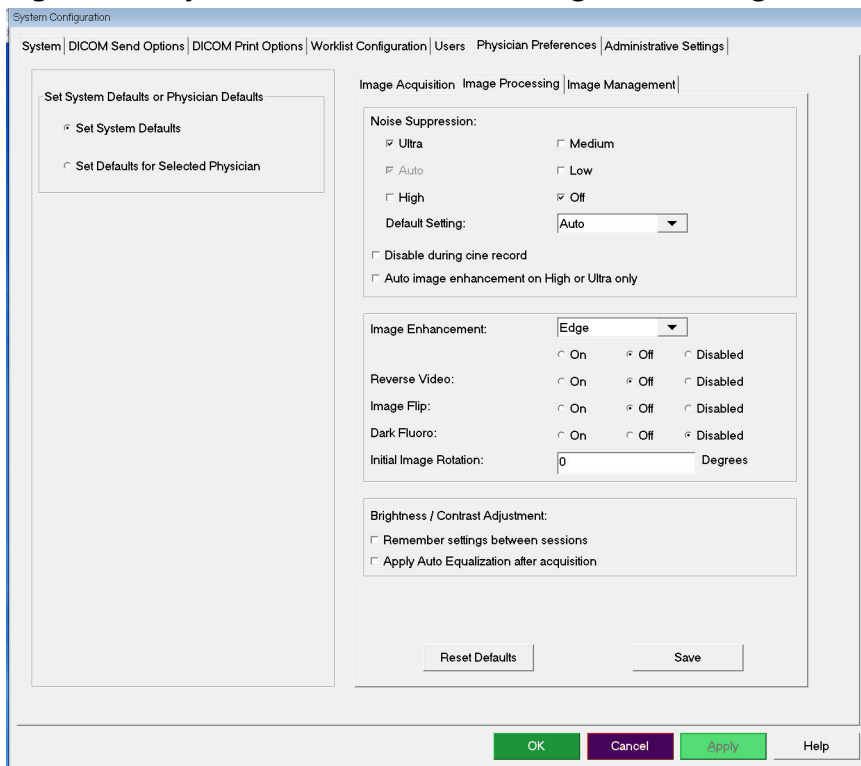 System Configuration
System DICOM Send Options DICOM Print Options Worklist Configuration Users Physician Preferences Administrative Settings
Set System Defaults or Physician Defaults
Set System Defaults
Set Defaults for Selected Physician
Image Acquisition Image Processing Image Management
Noise Suppression:
Ultra Medium
Auto Low
High Off
Default Setting: Auto
Disable during cine record
Auto image enhancement on High or Ultra only
Image Enhancement: Edge
On Off Disabled
Reverse Video: On Off Disabled
Image Flip: On Off Disabled
Dark Fluoro: On Off Disabled
Initial Image Rotation: 0 Degrees
Brightness / Contrast Adjustment:
Remember settings between sessions
Apply Auto Equalization after acquisition
Reset Defaults Save
OK Cancel Apply Help